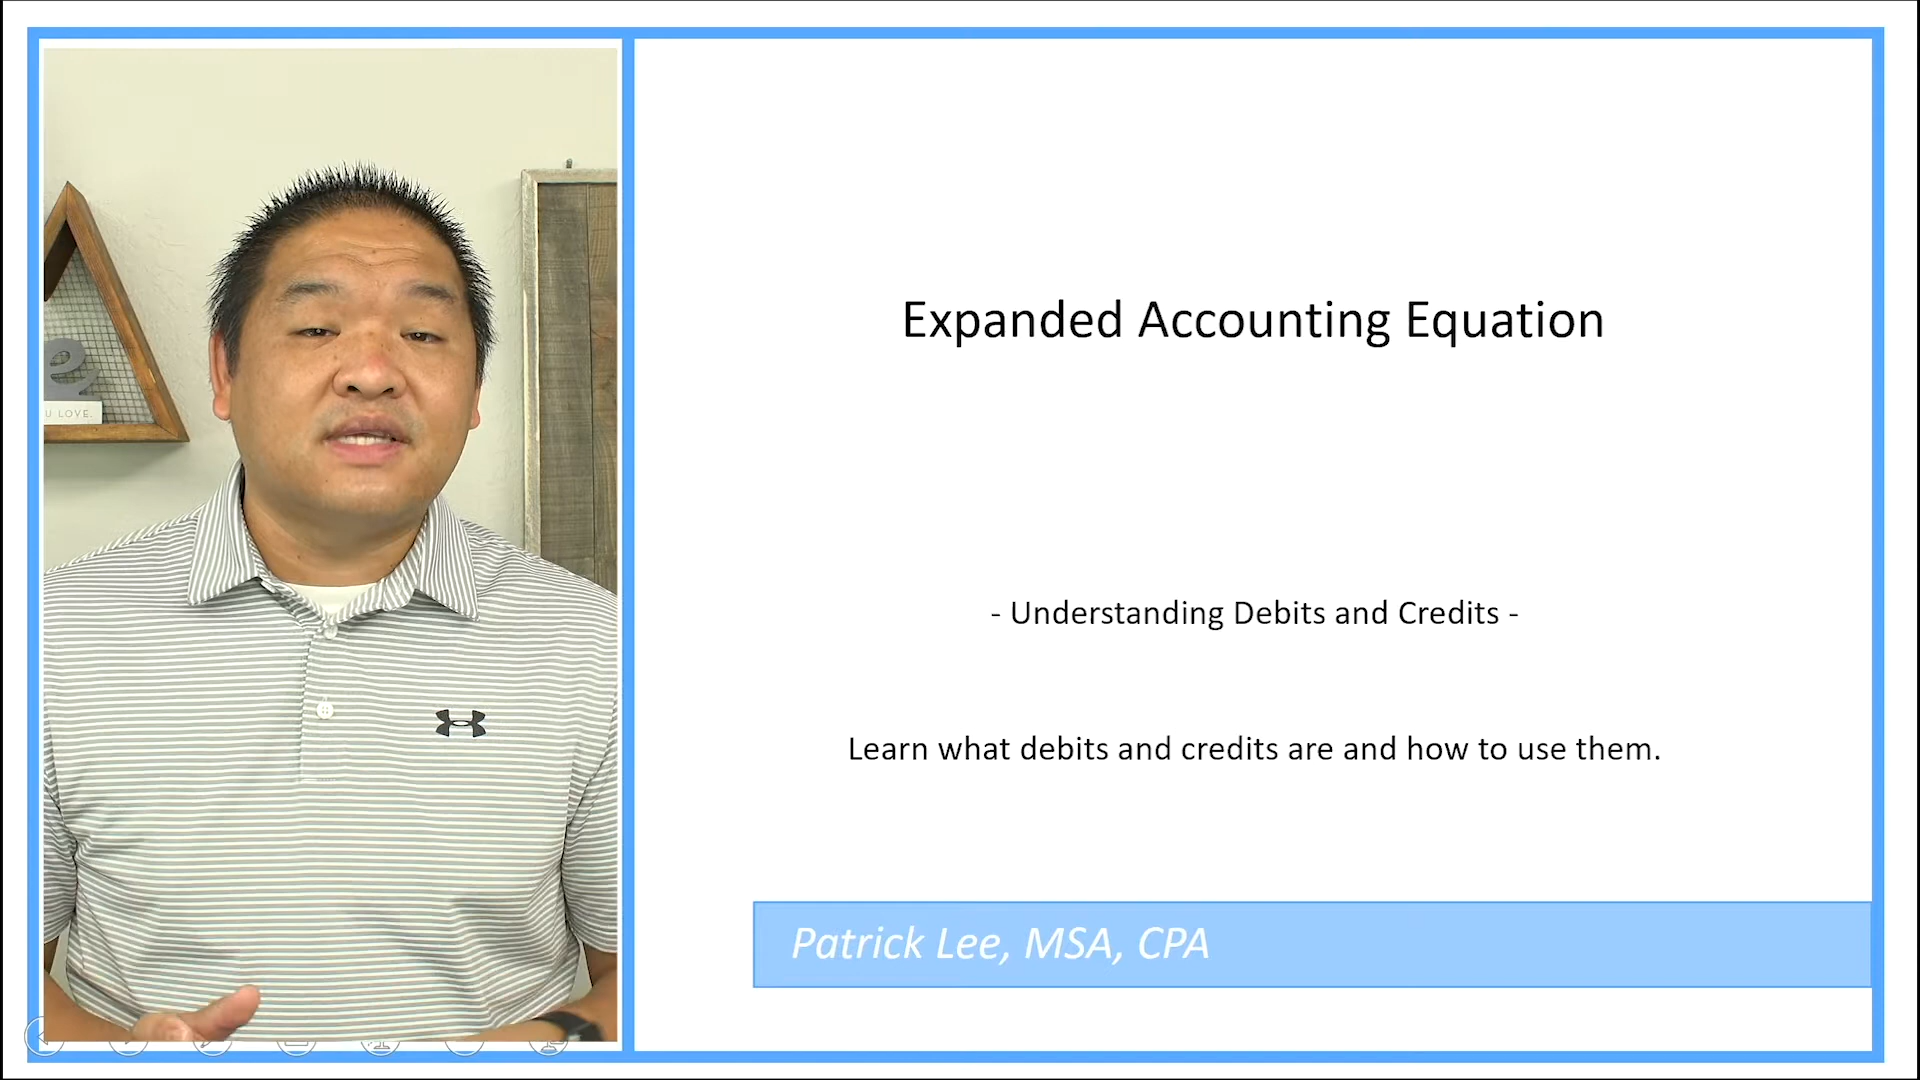 e
U LOVE.
Expanded Accounting Equation
- Understanding Debits and Credits -
Learn what debits and credits are and how to use them.
Patrick Lee, MSA, CPA